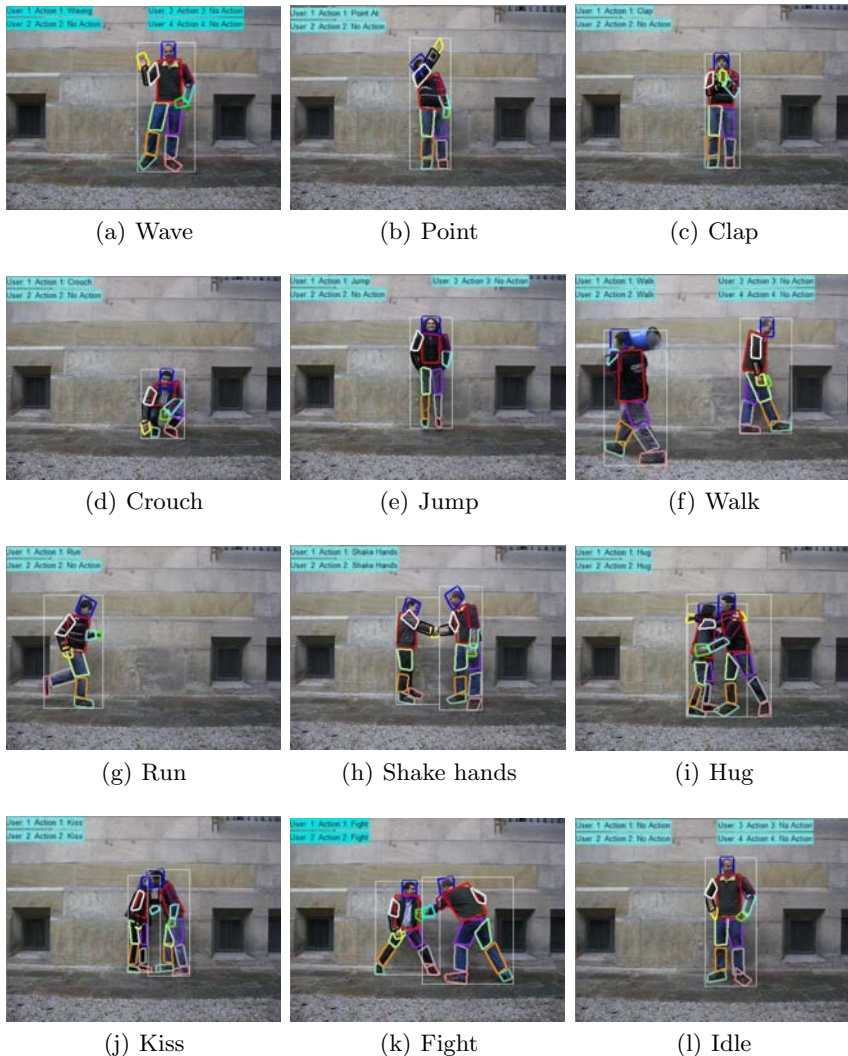 User: 1 Action 1: Waving User: 3 Action 3: No Action
User: 2 Action 2: No Action User: 4 Action 4: No Action
User: 1 Action 1: Point At
User: 2 Action 2: No Action
User: 1 Action 1: Clap
User: 2 Action 2: No Action
(a) Wave
(b) Point
(c) Clap
User: 1 Action 1: Crouch
User: 2 Action 2: No Action
User: 1 Action 1: Jump User: 3 Action 3: No Action
User: 2 Action 2: No Action
User: 1 Action 1: Walk User: 3 Action 3: No Action
User: 2 Action 2: Walk User: 4 Action 4: No Action
(d) Crouch
(e) Jump
(f) Walk
User: 1 Action 1: Run
User: 2 Action 2: No Action
User: 1 Action 1: Shake Hands
User: 2 Action 2: Shake Hands
User: 1 Action 1: Hug
User: 2 Action 2: Hug
(g) Run
(h) Shake hands
(i) Hug
User: 1 Action 1: Kiss
User: 2 Action 2: Kiss
User: 1 Action 1: Fight
User: 2 Action 2: Fight
User: 1 Action 1: No Action User: 3 Action 3: No Action
User: 2 Action 2: No Action User: 4 Action 4: No Action
(j) Kiss
(k) Fight
(l) Idle